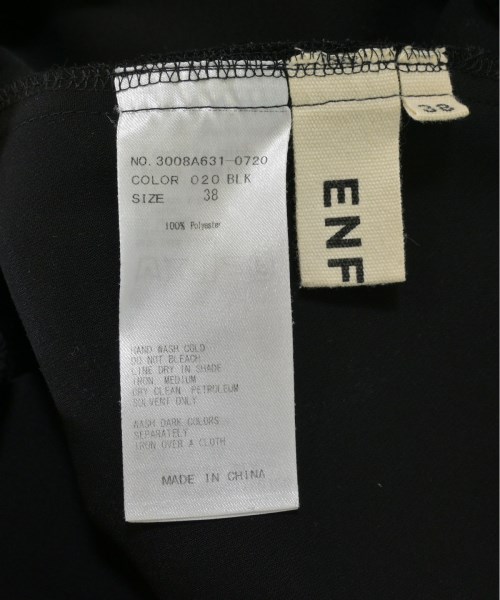 NO. 3008A631-0720
COLOR 020 BLK
SIZE 38
100% Polyester
HAND WASH COLD
DO NOT BLEACH
LINE DRY IN SHADE
IRON, MEDIUM
DRY CLEAN, PETROLEUM
SOLVENT ONLY
WASH DARK COLORS
SEPARATELY
IRON OVER A CLOTH
MADE IN CHINA
ENF
38